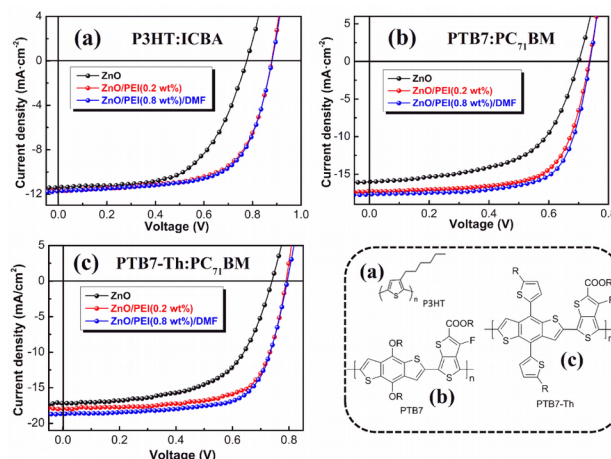 (a)
P3HT:ICBA
ZnO
ZnO/PEI(0.2 wt%)
ZnO/PEI(0.8 wt%)/DMF
Current density (mA·cm⁻²)
4
0
-4
-8
-12
0.0 0.2 0.4 0.6 0.8 1.0
Voltage (V)
(b)
PTB7:PC₇₁BM
ZnO
ZnO/PEI(0.2 wt%)
ZnO/PEI(0.8 wt%)/DMF
Current density (mA·cm⁻²)
5
0
-5
-10
-15
0.0 0.2 0.4 0.6 0.8
Voltage (V)
(c)
PTB7-Th:PC₇₁BM
ZnO
ZnO/PEI(0.2 wt%)
ZnO/PEI(0.8 wt%)/DMF
Current density (mA/cm²)
5
0
-5
-10
-15
-20
0.0 0.2 0.4 0.6 0.8
Voltage (V)
(a)
S
n
P3HT
OR
COOR
F
S
S
S
S
n
OR
PTB7
(b)
R
S
COOR
F
S
S
S
S
n
S
R
(c)
PTB7-Th